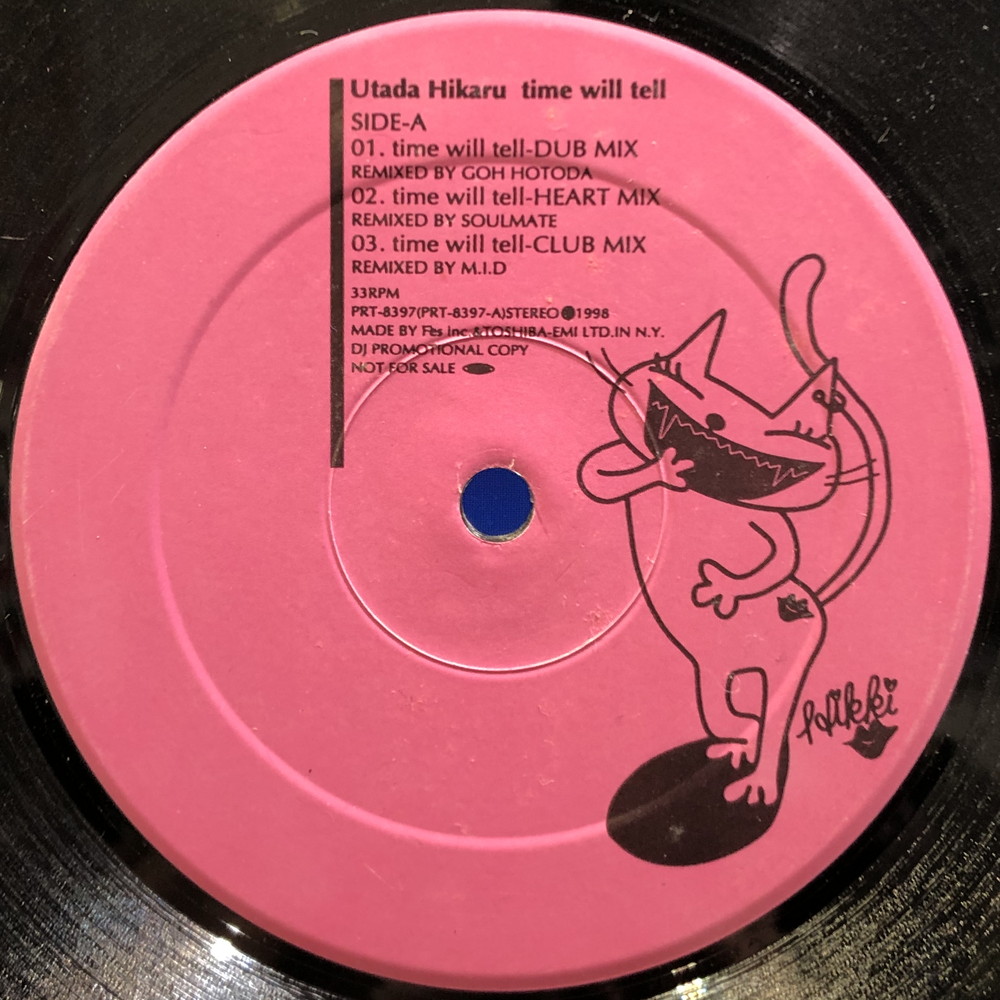 Utada Hikaru time will tell
SIDE-A
01. time will tell-DUB MIX
REMIXED BY GOH HOTODA
02. time will tell-HEART MIX
REMIXED BY SOULMATE
03. time will tell-CLUB MIX
REMIXED BY M.I.D
33RPM
PRT-8397(PRT-8397-A)STEREO 1998
MADE BY Fes Inc.&TOSHIBA-EMI LTD.IN N.Y.
DJ PROMOTIONAL COPY
NOT FOR SALE
Hikki